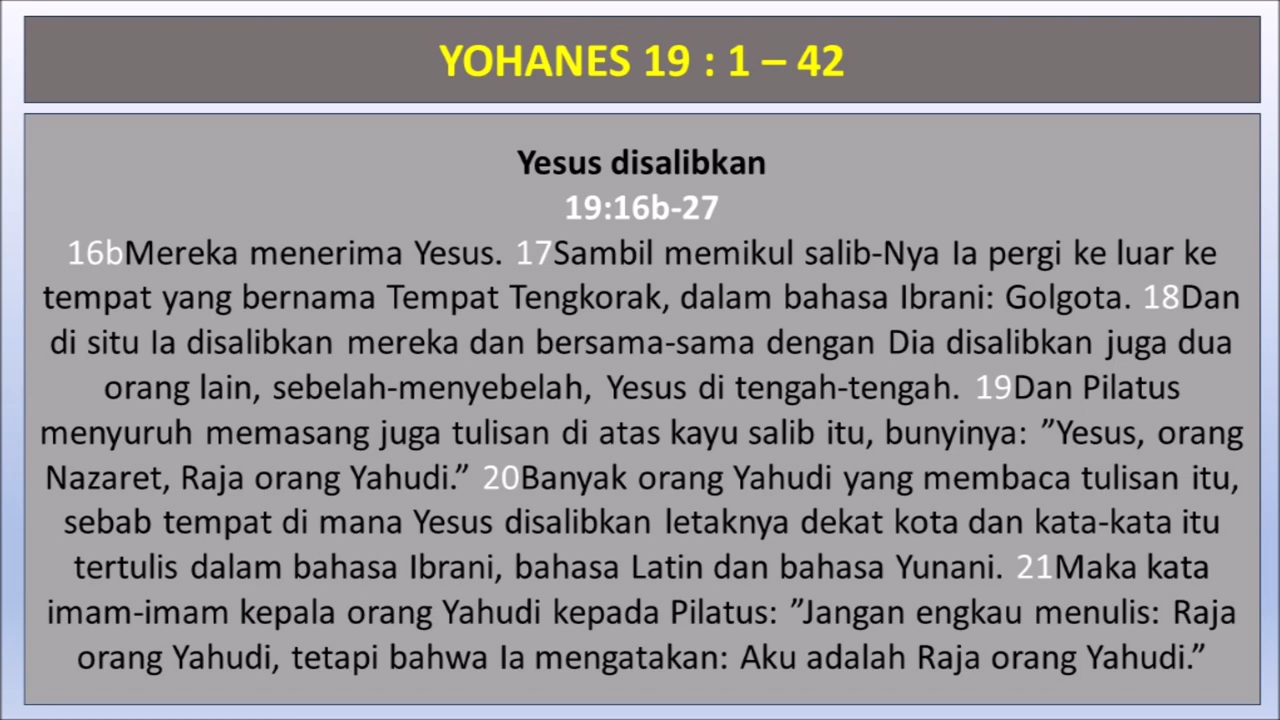 YOHANES 19 : 1 – 42
Yesus disalibkan
19:16b-27
16bMereka menerima Yesus. 17Sambil memikul salib-Nya Ia pergi ke luar ke
tempat yang bernama Tempat Tengkorak, dalam bahasa Ibrani: Golgota. 18Dan
di situ Ia disalibkan mereka dan bersama-sama dengan Dia disalibkan juga dua
orang lain, sebelah-menyebelah, Yesus di tengah-tengah. 19Dan Pilatus
menyuruh memasang juga tulisan di atas kayu salib itu, bunyinya: ”Yesus, orang
Nazaret, Raja orang Yahudi.” 20Banyak orang Yahudi yang membaca tulisan itu,
sebab tempat di mana Yesus disalibkan letaknya dekat kota dan kata-kata itu
tertulis dalam bahasa Ibrani, bahasa Latin dan bahasa Yunani. 21Maka kata
imam-imam kepala orang Yahudi kepada Pilatus: ”Jangan engkau menulis: Raja
orang Yahudi, tetapi bahwa Ia mengatakan: Aku adalah Raja orang Yahudi.”